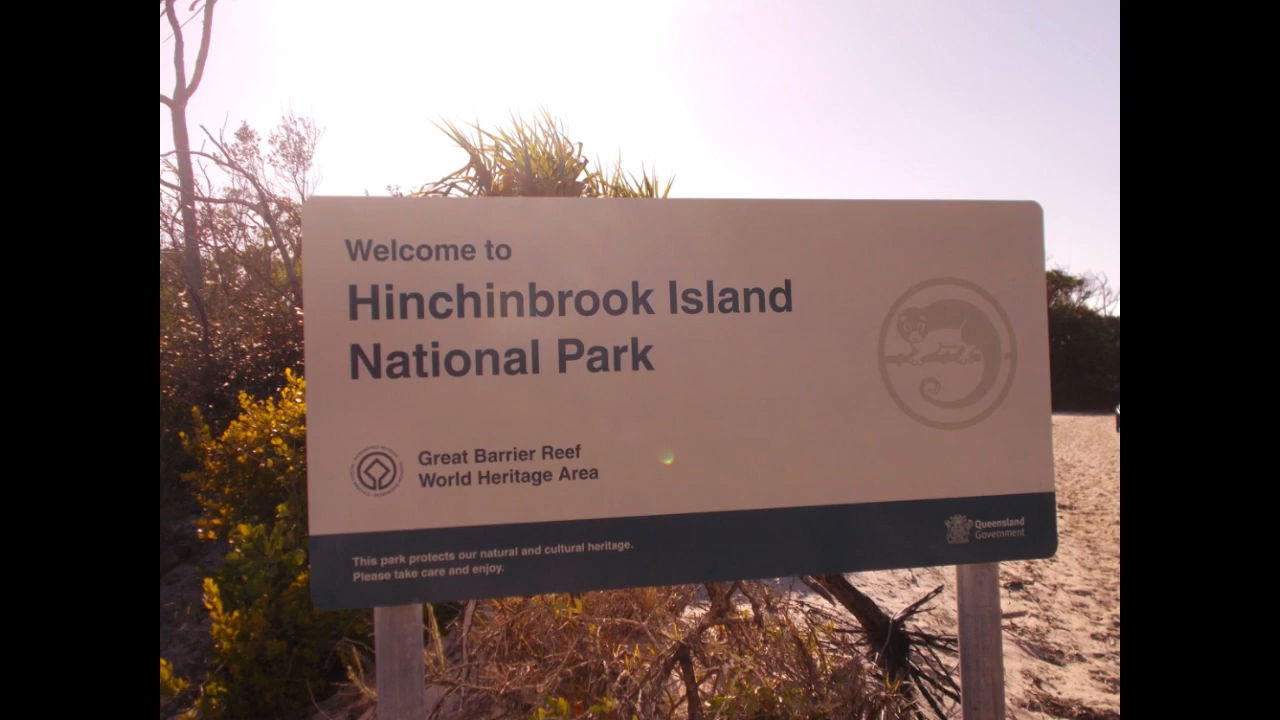 Welcome to
Hinchinbrook Island
National Park
Great Barrier Reef
World Heritage Area
This park protects our natural and cultural heritage.
Please take care and enjoy.
Queensland
Government